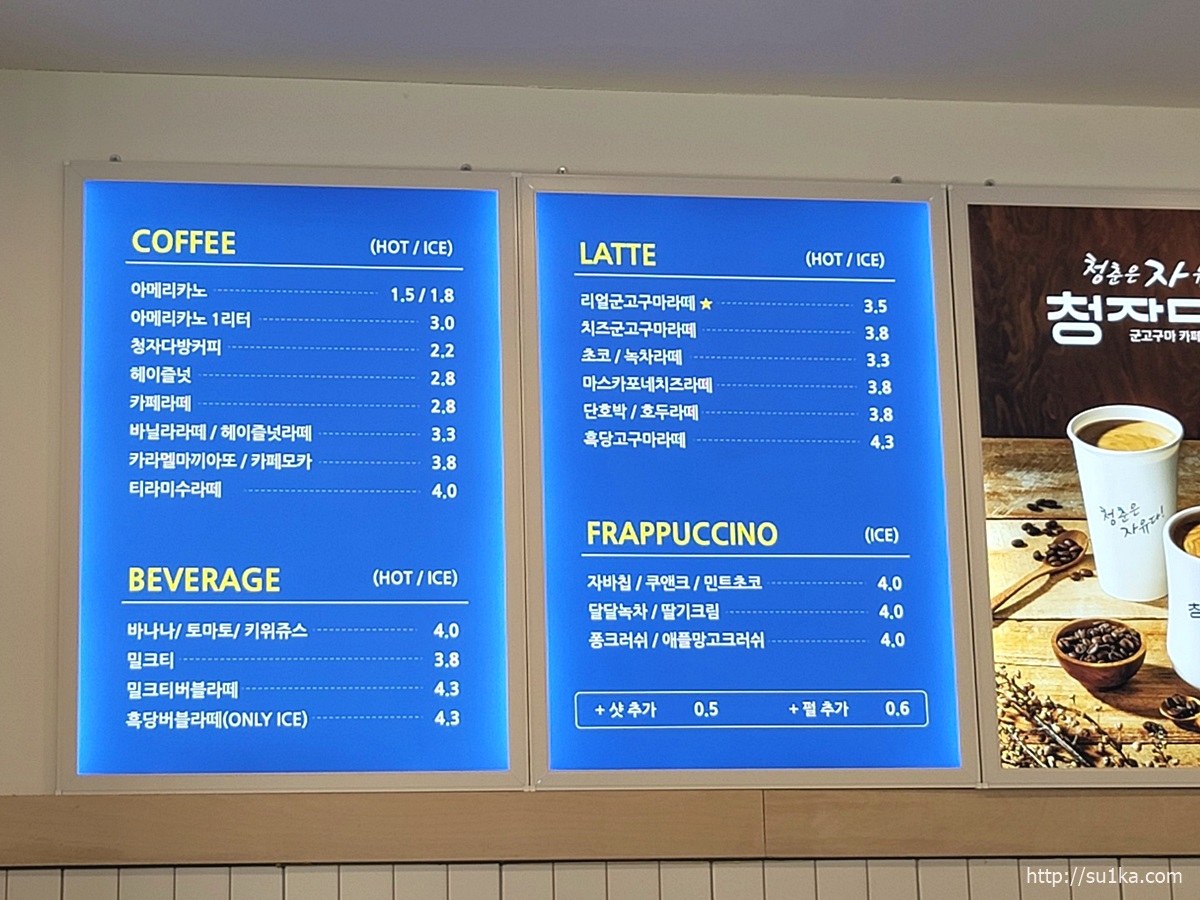 COFFEE (HOT / ICE)
아메리카노 1.5 / 1.8
아메리카노 1리터 3.0
청자다방커피 2.2
헤이즐넛 2.8
카페라떼 2.8
바닐라라떼 / 헤이즐넛라떼 3.3
카라멜마끼아또 / 카페모카 3.8
티라미수라떼 4.0
BEVERAGE (HOT / ICE)
바나나/ 토마토/ 키위쥬스 4.0
밀크티 3.8
밀크티버블라떼 4.3
흑당버블라떼(ONLY ICE) 4.3
LATTE (HOT / ICE)
리얼군고구마라떼 ★ 3.5
치즈군고구마라떼 3.8
초코 / 녹차라떼 3.3
마스카포네치즈라떼 3.8
단호박 / 호두라떼 3.8
흑당고구마라떼 4.3
FRAPPUCCINO (ICE)
자바칩 / 쿠앤크 / 민트초코 4.0
달달녹차 / 딸기크림 4.0
퐁크러쉬 / 애플망고크러쉬 4.0
+ 샷 추가 0.5 + 펄 추가 0.6
청춘은
청자다
군고구마 카페
청춘은
자유다!
http://su1ka.com